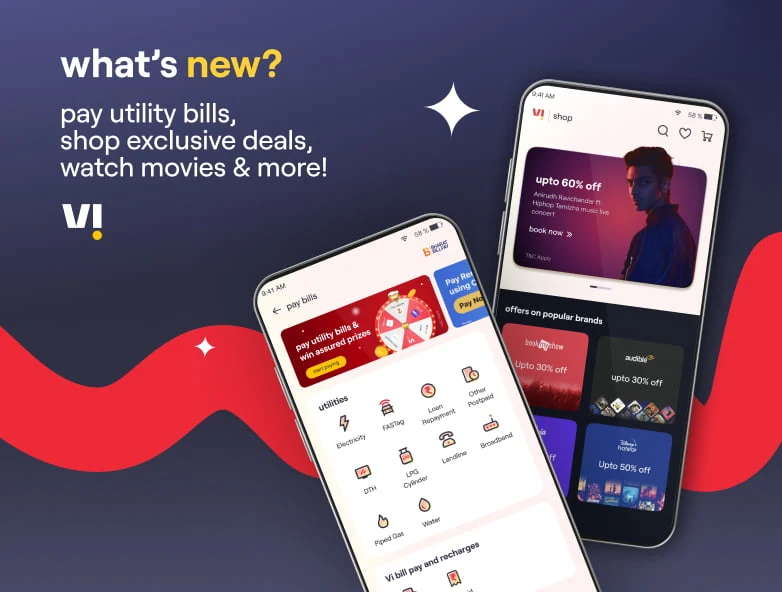 what's new?
pay utility bills,
shop exclusive deals,
watch movies & more!
Vi
9:41 AM
58 %
Vi shop
upto 60% off
Anirudh Ravichander ft.
Hiphop Tamizha music live
concert
book now »
T&C Apply
offers on popular brands
bookmyshow
Upto 30% off
audible
upto 30% off
Disney+
hotstar
Upto 50% off
9:41 AM
58 %
← pay bills
BHARAT
BILLPAY
pay utility bills &
win assured prizes
start paying
Pay Ren
using C
Pay No
utilities
Electricity
FASTag
Loan
Repayment
Other
Postpaid
DTH
LPG
Cylinder
Landline
Broadband
Piped Gas
Water
Vi bill pay and recharges